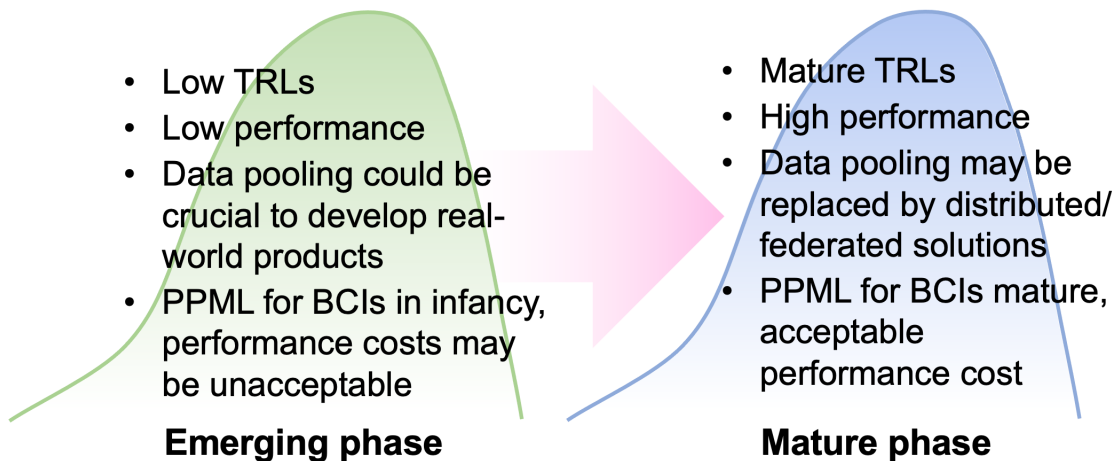 • Low TRLs
• Low performance
• Data pooling could be
crucial to develop real-
world products
• PPML for BCIs in infancy,
performance costs may
be unacceptable
Emerging phase
• Mature TRLs
• High performance
• Data pooling may be
replaced by distributed/
federated solutions
• PPML for BCIs mature,
acceptable
performance cost
Mature phase